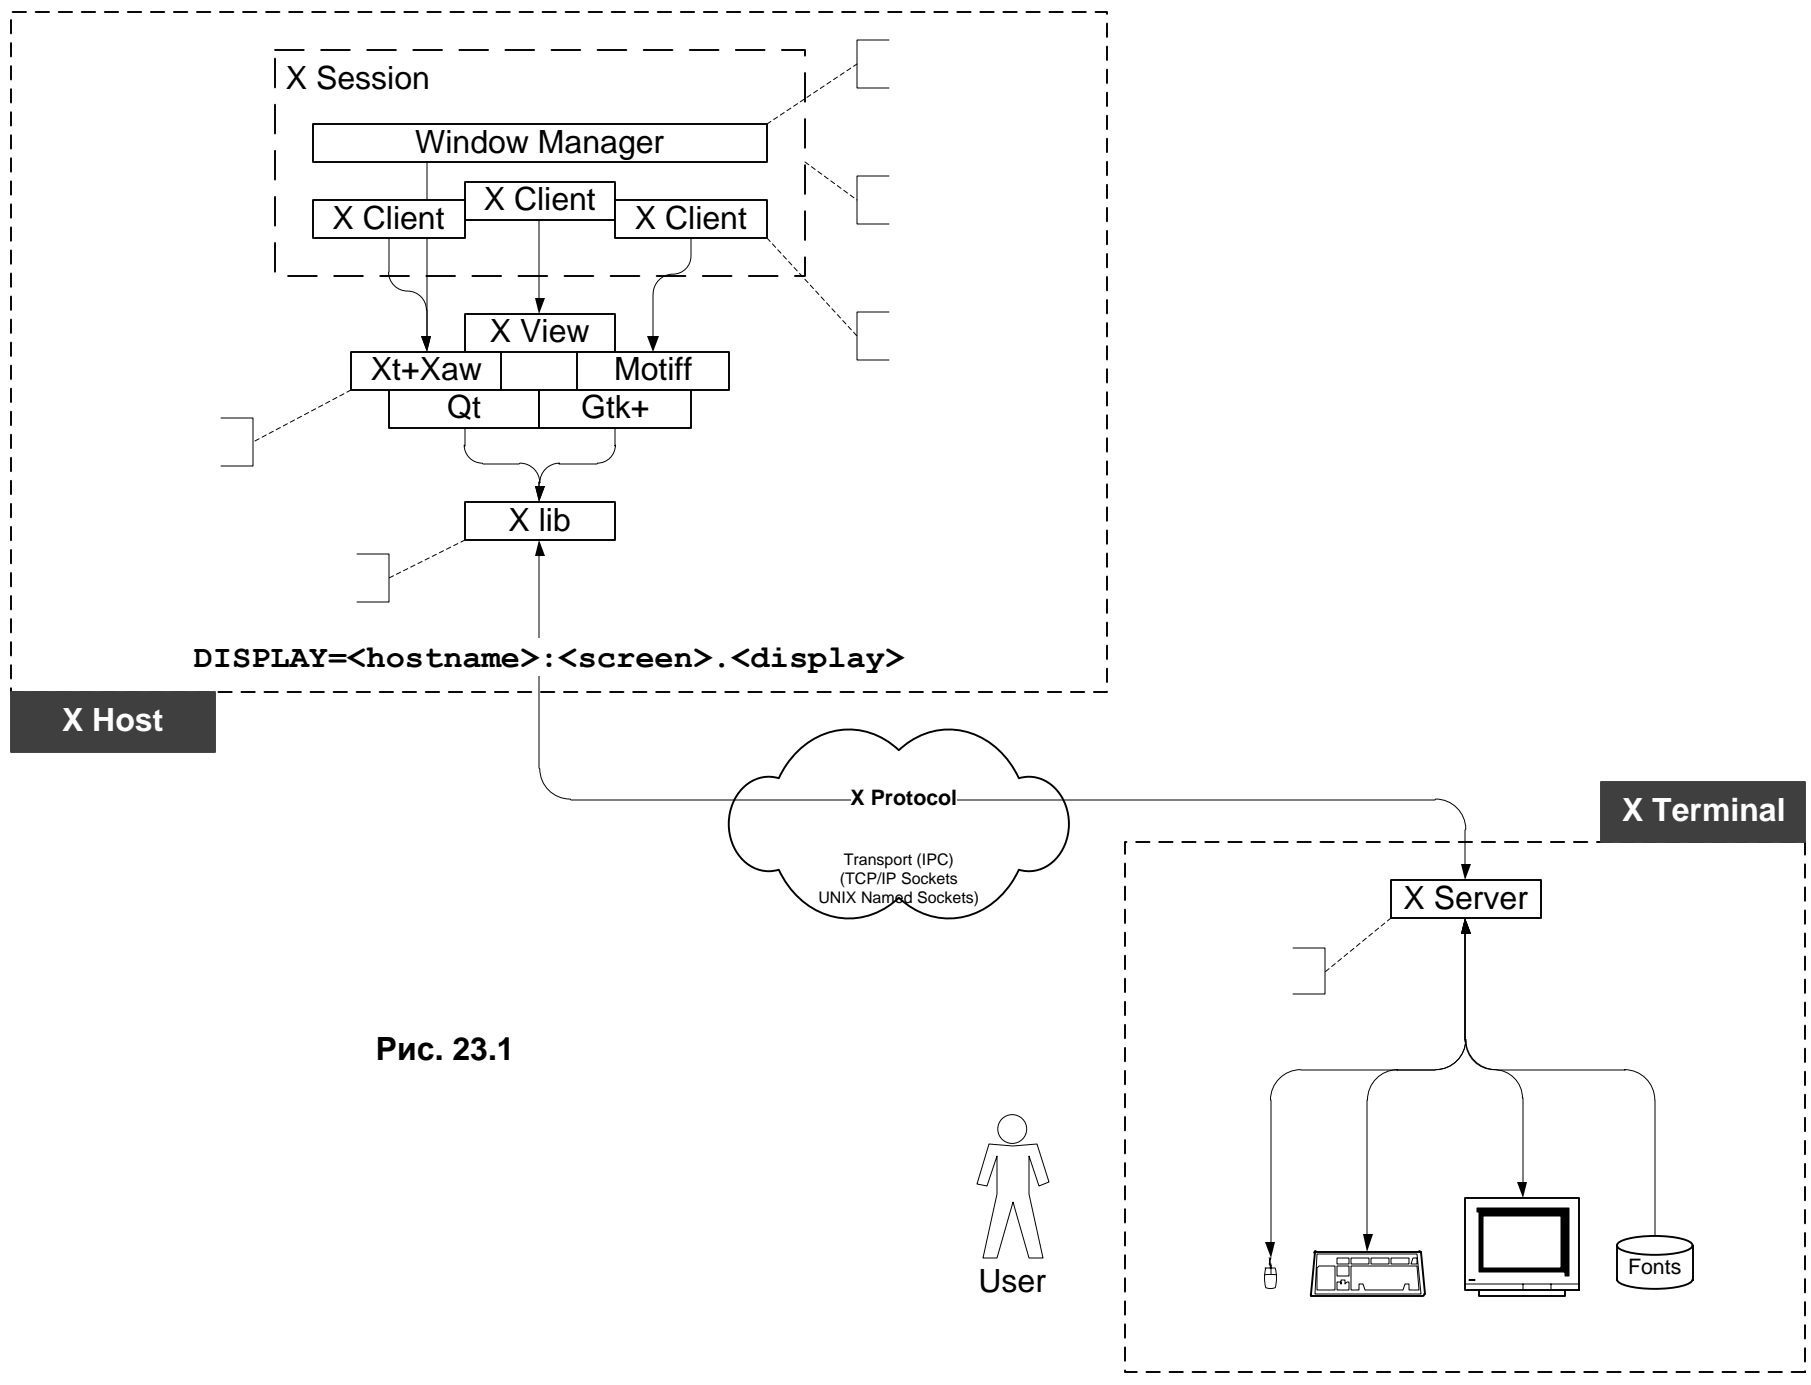 X Session
Window Manager
X Client
X Client
X Client
X View
Xt+Xaw
Motiff
Qt
Gtk+
X lib
DISPLAY=<hostname>:<screen>.<display>
X Host
X Protocol
Transport (IPC)
(TCP/IP Sockets
UNIX Named Sockets)
X Terminal
X Server
Рис. 23.1
User
Fonts